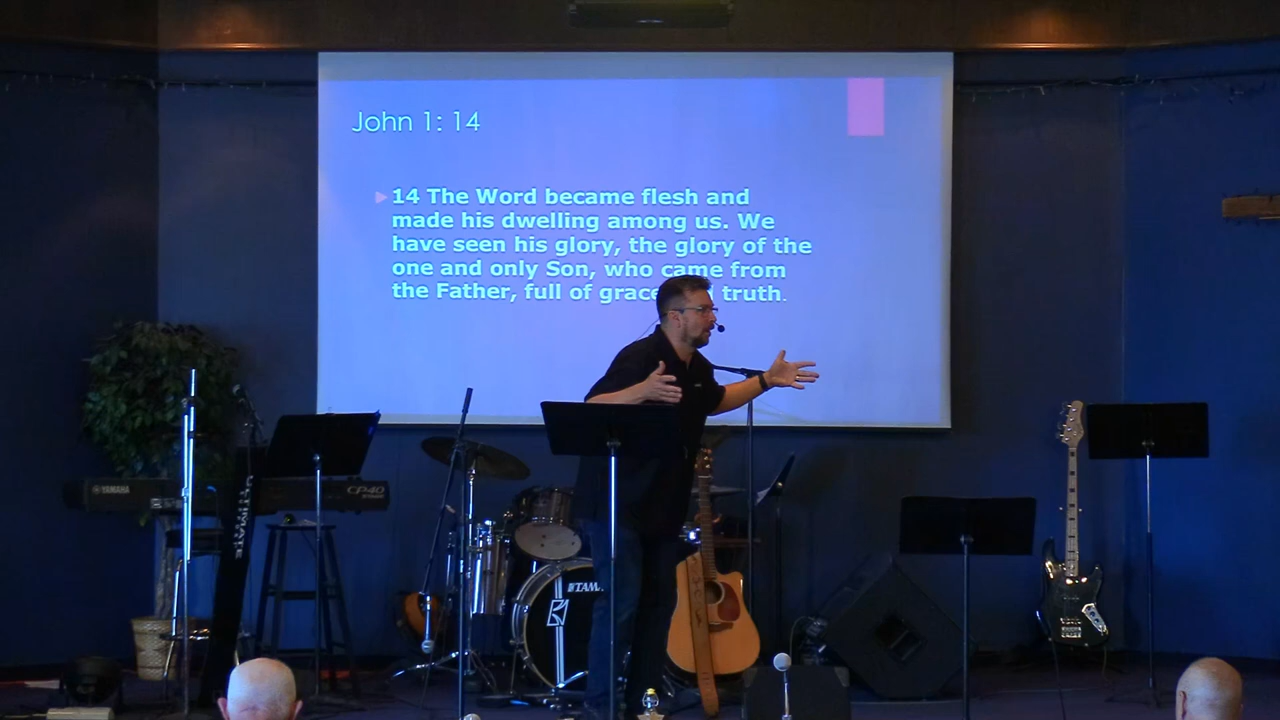 John 1: 14
14 The Word became flesh and
made his dwelling among us. We
have seen his glory, the glory of the
one and only Son, who came from
the Father, full of grace truth.
YAMAHA
CP40
TAMA
ULTIMATE